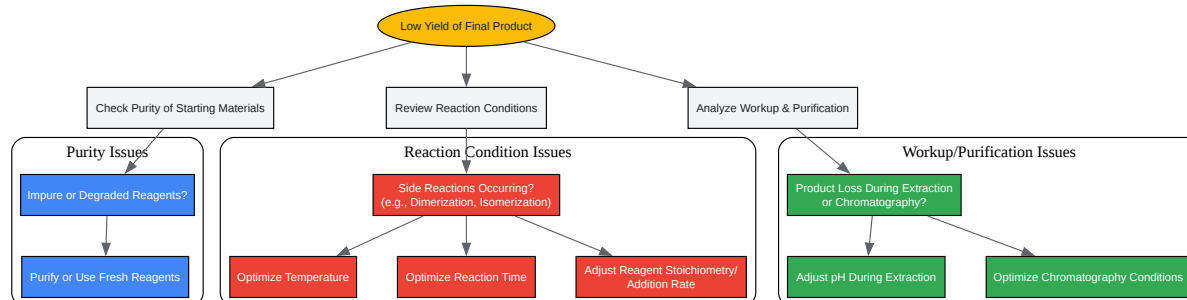 Low Yield of Final Product
Check Purity of Starting Materials
Review Reaction Conditions
Analyze Workup & Purification
Purity Issues
Reaction Condition Issues
Workup/Purification Issues
Impure or Degraded Reagents?
Side Reactions Occurring?
(e.g., Dimerization, Isomerization)
Product Loss During Extraction
or Chromatography?
Purify or Use Fresh Reagents
Optimize Temperature
Optimize Reaction Time
Adjust Reagent Stoichiometry/
Addition Rate
Adjust pH During Extraction
Optimize Chromatography Conditions